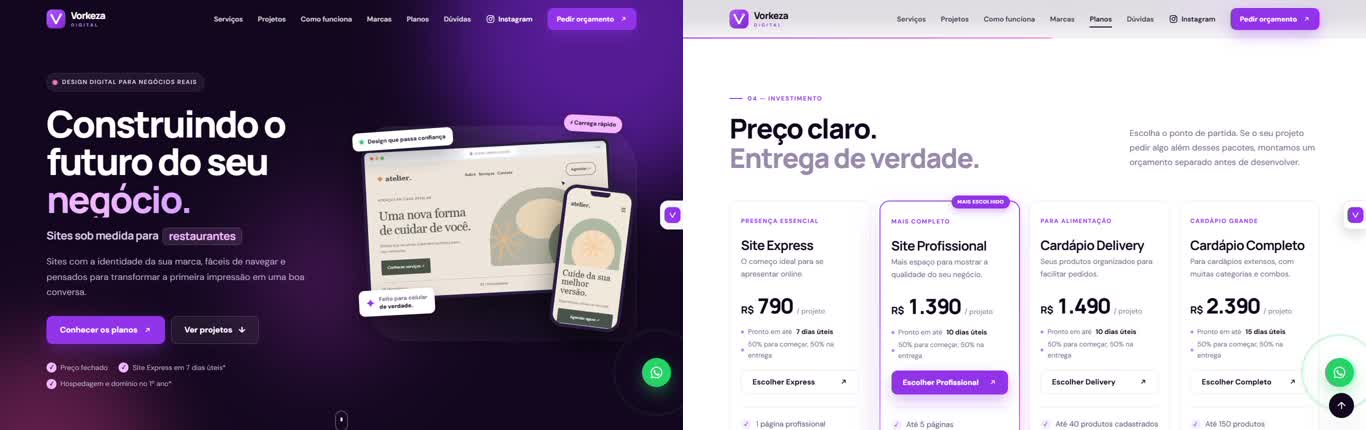 Vorkeza
DIGITAL
Serviços Projetos Como funciona Marcas Planos Dúvidas Instagram Pedir orçamento
DESIGN DIGITAL PARA NEGÓCIOS REAIS
Construindo o
futuro do seu
negócio.
Sites sob medida para restaurantes
Sites com a identidade da sua marca, fáceis de navegar e
pensados para transformar a primeira impressão em uma boa
conversa.
Conhecer os planos
Ver projetos
Preço fechado
Site Express em 7 dias úteis*
Hospedagem e domínio no 1º ano*
Design que passa confiança
Carrega rápido
atelier.
Sobre Serviços Contato
Uma nova forma
de cuidar de você.
Conhecer serviços
Feito para celular
de verdade.
atelier.
Cuide da sua
melhor
versão.
Agendar agora
Vorkeza
DIGITAL
Serviços Projetos Como funciona Marcas Planos Dúvidas Instagram Pedir orçamento
04 — INVESTIMENTO
Preço claro.
Entrega de verdade.
Escolha o ponto de partida. Se o seu projeto
pedir algo além desses pacotes, montamos um
orçamento separado antes de desenvolver.
PRESENÇA ESSENCIAL
Site Express
O começo ideal para se
apresentar online
R$ 790 / projeto
Pronto em até 7 dias úteis
50% para começar, 50% na
entrega
Escolher Express
1 página profissional
MAIS ESCOLHIDO
MAIS COMPLETO
Site Profissional
Mais espaço para mostrar a
qualidade do seu negócio.
R$ 1.390 / projeto
Pronto em até 10 dias úteis
50% para começar, 50% na
entrega
Escolher Profissional
Até 5 páginas
PARA ALIMENTAÇÃO
Cardápio Delivery
Seus produtos organizados para
facilitar pedidos.
R$ 1.490 / projeto
Pronto em até 10 dias úteis
50% para começar, 50% na
entrega
Escolher Delivery
Até 40 produtos cadastrados
CARDÁPIO GRANDE
Cardápio Completo
Para cardápios extensos, com
muitas categorias e combos.
R$ 2.390 / projeto
Pronto em até 15 dias úteis
50% para começar, 50% na
entrega
Escolher Completo
Até 150 produtos